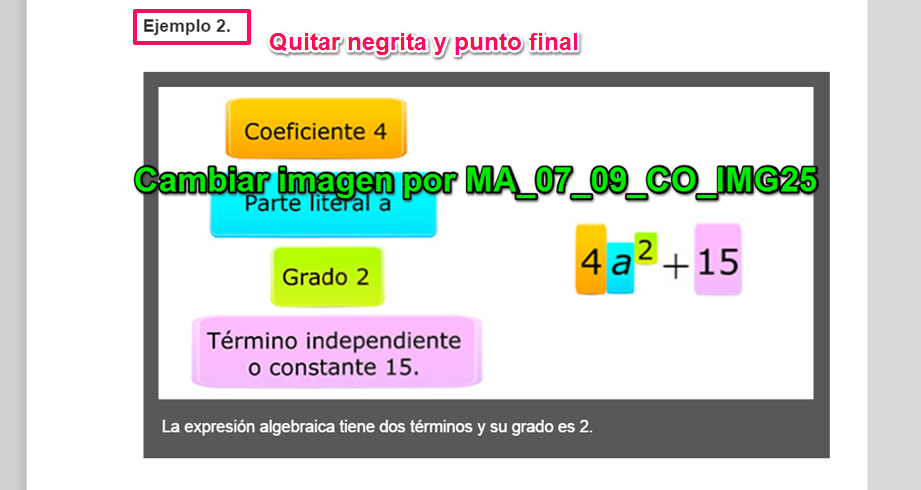 Ejemplo 2.
Quitar negrita y punto final
Coeficiente 4
Cambiar imagen por MA_07_09_CO_IMG25
Parte literal a
4a²+15
Grado 2
Término independiente
o constante 15.
La expresión algebraica tiene dos términos y su grado es 2.